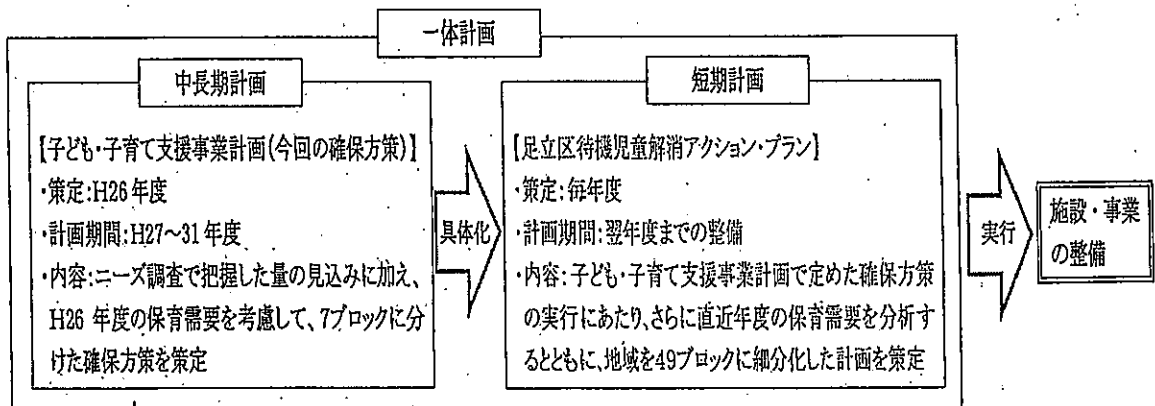 一体計画
中長期計画
【子ども・子育て支援事業計画(今回の確保方策)】
・策定:H26年度
・計画期間:H27～31年度
・内容:ニーズ調査で把握した量の見込みに加え、
H26年度の保育需要を考慮して、7ブロックに分
けた確保方策を策定
具体化
短期計画
【足立区待機児童解消アクション・プラン】
・策定:毎年度
・計画期間:翌年度までの整備
・内容:子ども・子育て支援事業計画で定めた確保方策
の実行にあたり、さらに直近年度の保育需要を分析す
るとともに、地域を49ブロックに細分化した計画を策定
実行
施設・事業
の整備